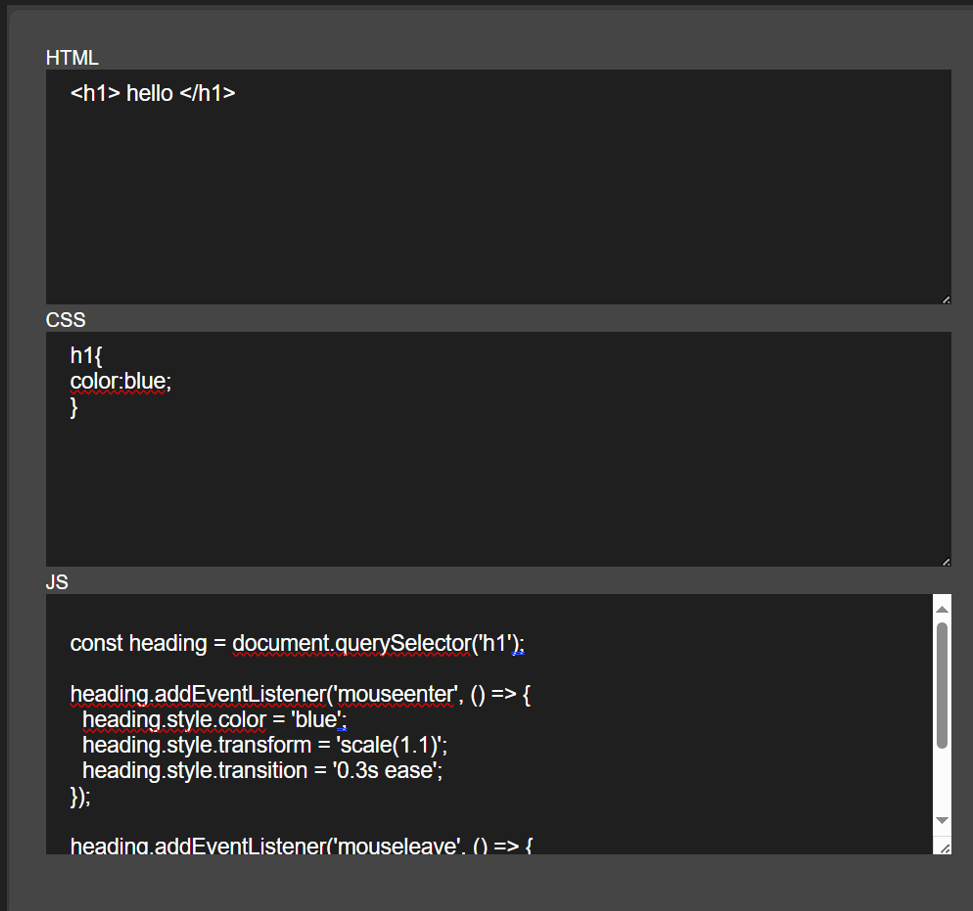 HTML
<h1> hello </h1>
CSS
h1{
color:blue;
}
JS
const heading = document.querySelector('h1');
heading.addEventListener('mouseenter', () => {
heading.style.color = 'blue';
heading.style.transform = 'scale(1.1)';
heading.style.transition = '0.3s ease';
});
heading.addEventListener('mouseleave', () => {